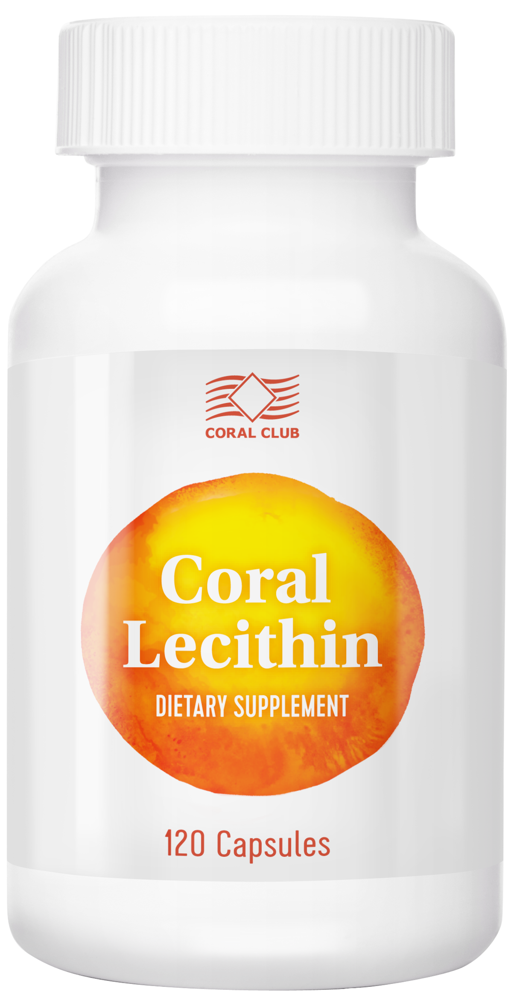 CORAL CLUB
Coral
Lecithin
DIETARY SUPPLEMENT
120 Capsules